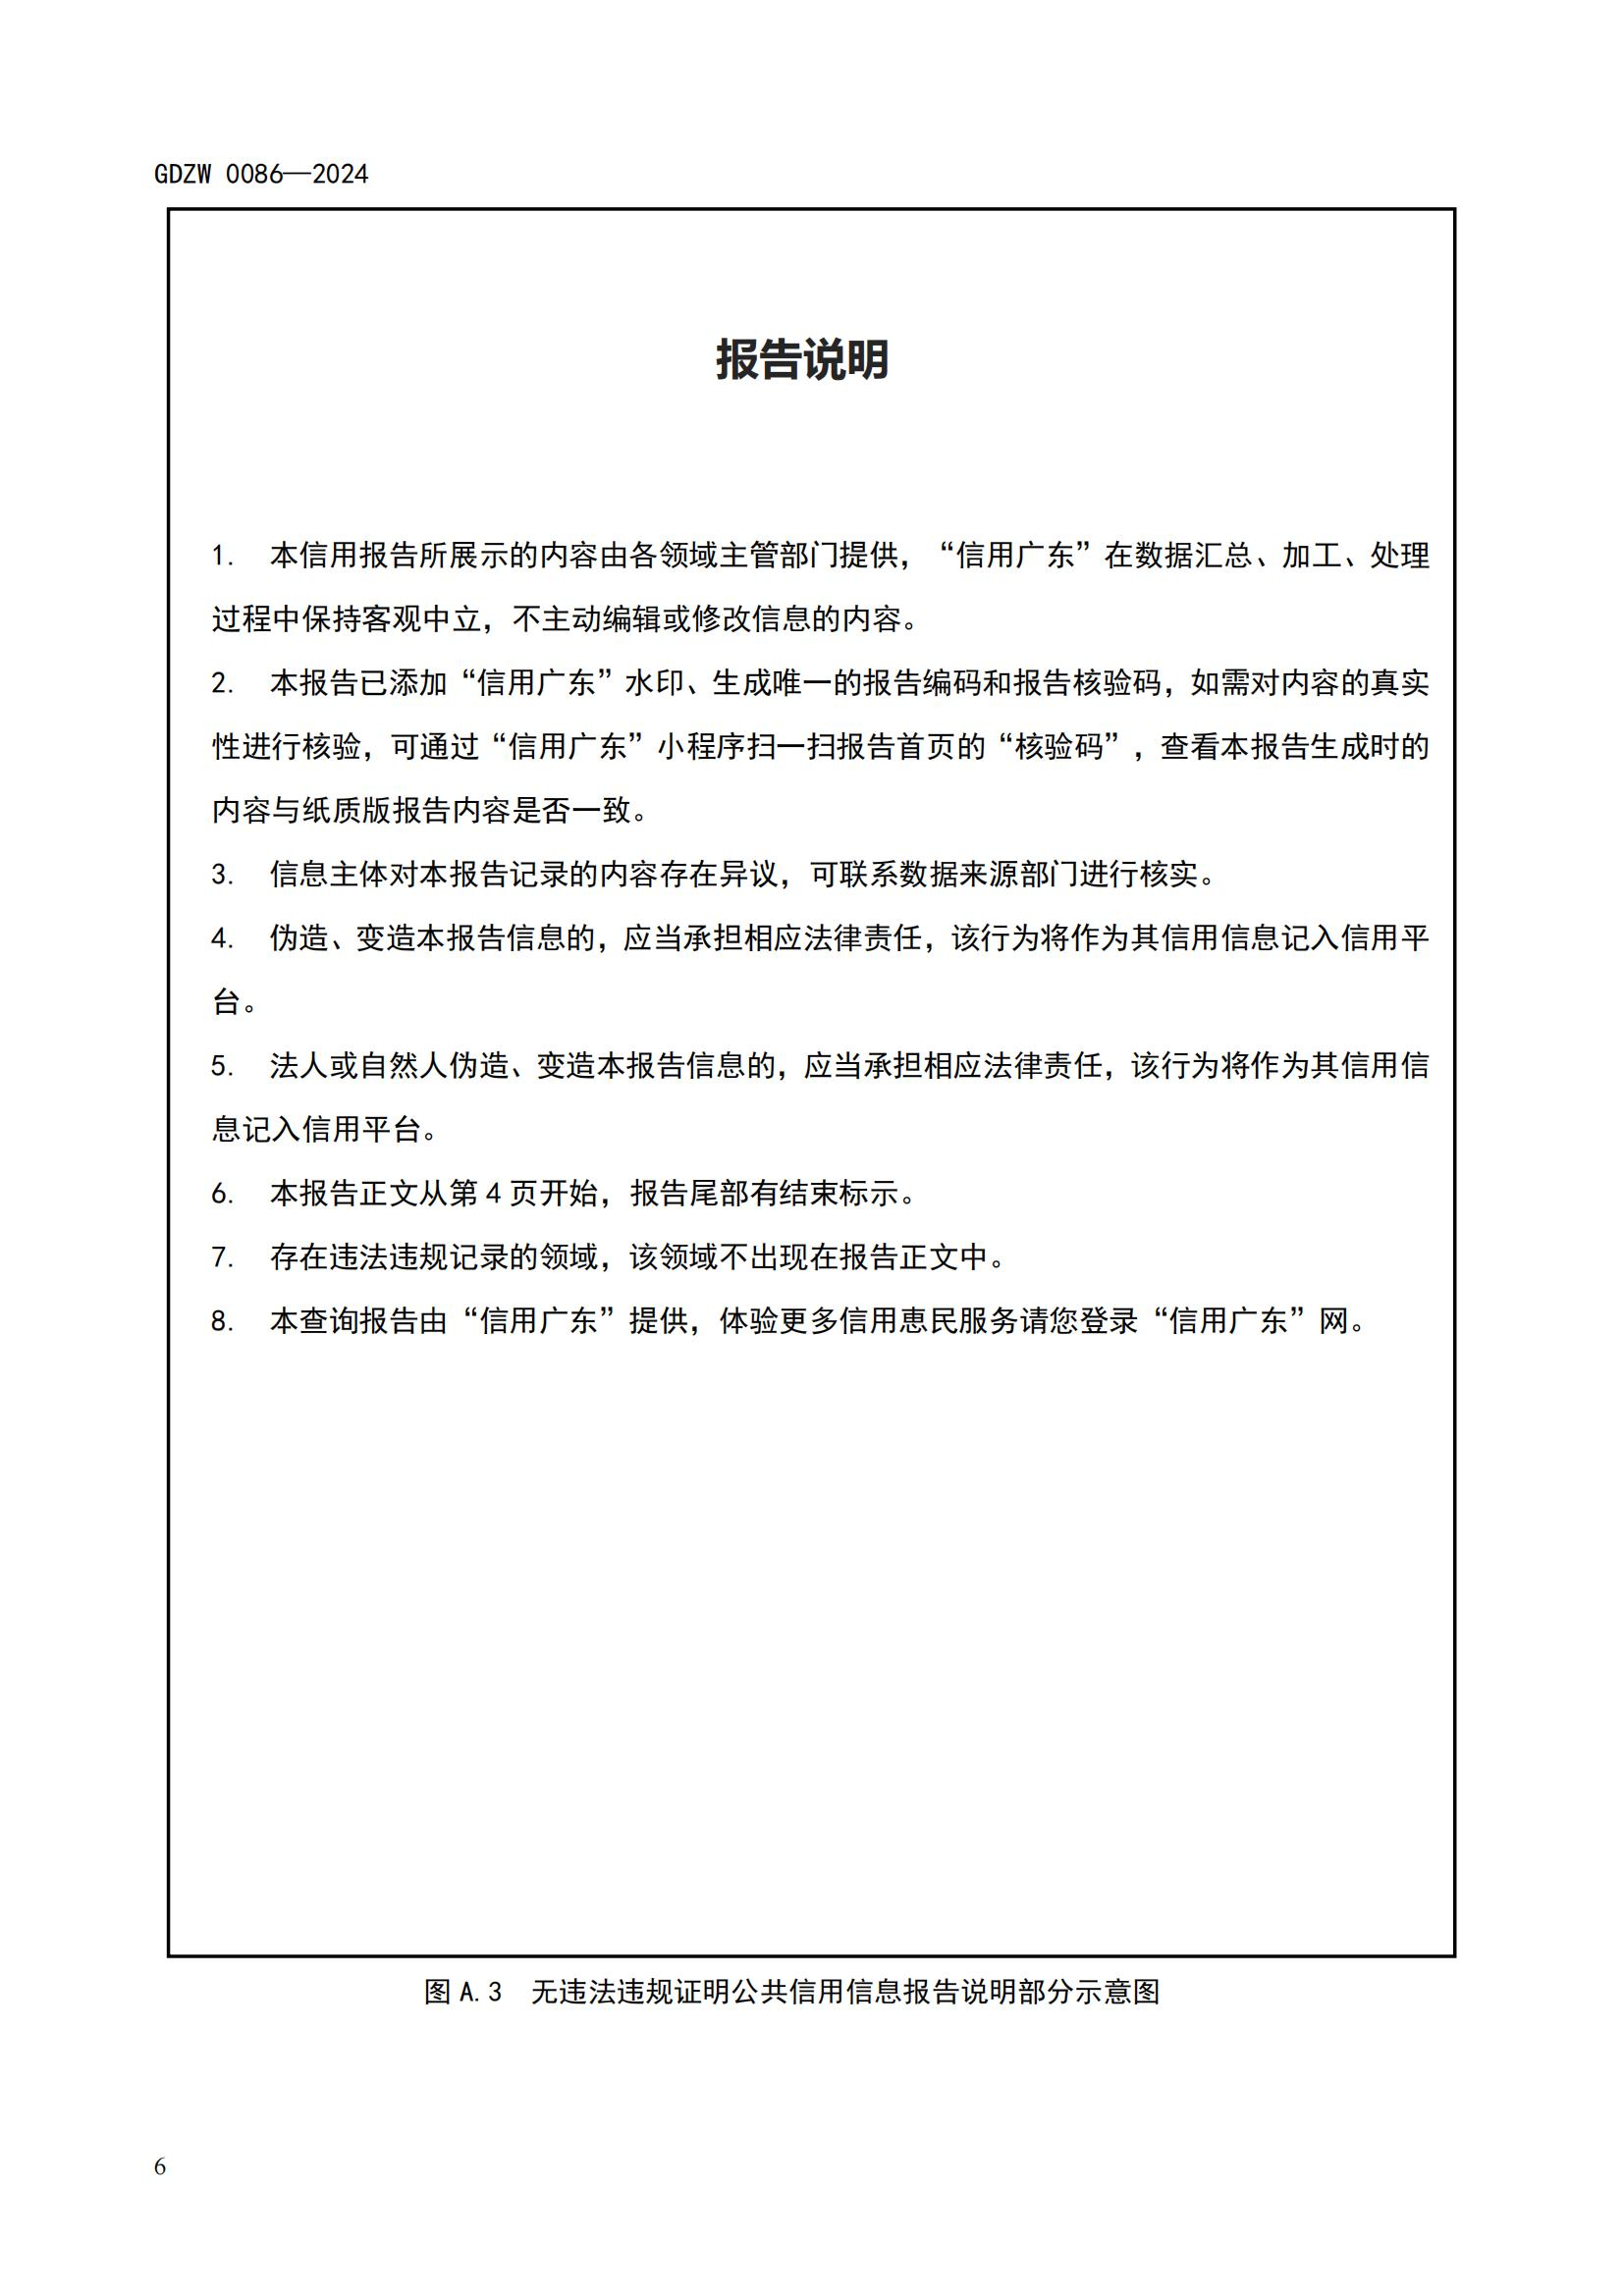 GDZW 0086—2024
报告说明
1. 本信用报告所展示的内容由各领域主管部门提供，“信用广东”在数据汇总、加工、处理
过程中保持客观中立，不主动编辑或修改信息的内容。
2. 本报告已添加“信用广东”水印、生成唯一的报告编码和报告核验码，如需对内容的真实
性进行核验，可通过“信用广东”小程序扫一扫报告首页的“核验码”，查看本报告生成时的
内容与纸质版报告内容是否一致。
3. 信息主体对本报告记录的内容存在异议，可联系数据来源部门进行核实。
4. 伪造、变造本报告信息的，应当承担相应法律责任，该行为将作为其信用信息记入信用平
台。
5. 法人或自然人伪造、变造本报告信息的，应当承担相应法律责任，该行为将作为其信用信
息记入信用平台。
6. 本报告正文从第 4 页开始，报告尾部有结束标示。
7. 存在违法违规记录的领域，该领域不出现在报告正文中。
8. 本查询报告由“信用广东”提供，体验更多信用惠民服务请您登录“信用广东”网。
图 A.3 无违法违规证明公共信用信息报告说明部分示意图
6